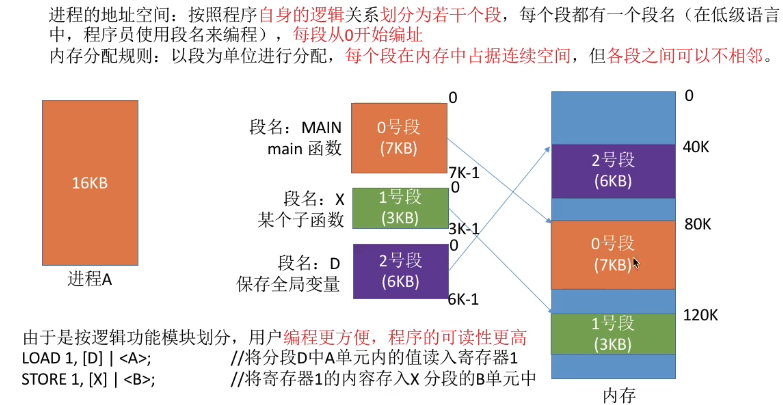 进程的地址空间：按照程序自身的逻辑关系划分为若干个段，每个段都有一个段名（在低级语言
中，程序员使用段名来编程），每段从0开始编址
内存分配规则：以段为单位进行分配，每个段在内存中占据连续空间，但各段之间可以不相邻。
16KB
进程A
段名：MAIN
main 函数
0
0号段
(7KB)
7K-1
段名：X
某个子函数
0
1号段
(3KB)
3K-1
段名：D
保存全局变量
0
2号段
(6KB)
6K-1
0
40K
2号段
(6KB)
80K
0号段
(7KB)
120K
1号段
(3KB)
内存
由于是按逻辑功能模块划分，用户编程更方便，程序的可读性更高
LOAD 1, [D] | <A>; //将分段D中A单元内的值读入寄存器1
STORE 1, [X] | <B>; //将寄存器1的内容存入X 分段的B单元中